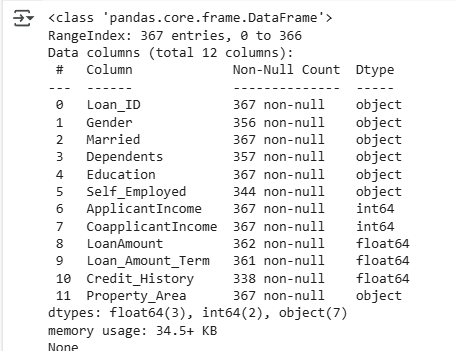 <class 'pandas.core.frame.DataFrame'>
RangeIndex: 367 entries, 0 to 366
Data columns (total 12 columns):
 #   Column             Non-Null Count  Dtype
---  ------             --------------  -----
 0   Loan_ID            367 non-null    object
 1   Gender             356 non-null    object
 2   Married            367 non-null    object
 3   Dependents         357 non-null    object
 4   Education          367 non-null    object
 5   Self_Employed      344 non-null    object
 6   ApplicantIncome    367 non-null    int64
 7   CoapplicantIncome  367 non-null    int64
 8   LoanAmount         362 non-null    float64
 9   Loan_Amount_Term   361 non-null    float64
 10  Credit_History     338 non-null    float64
 11  Property_Area      367 non-null    object
dtypes: float64(3), int64(2), object(7)
memory usage: 34.5+ KB
None